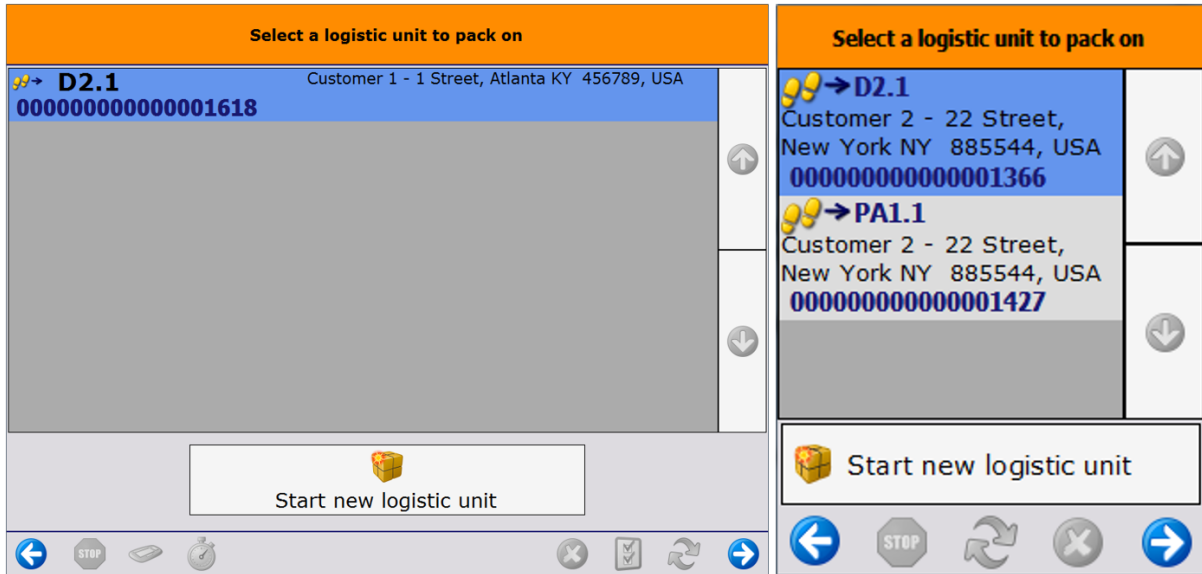 Select a logistic unit to pack on
D2.1 Customer 1 - 1 Street, Atlanta KY 456789, USA
000000000000001618
Start new logistic unit
STOP
Select a logistic unit to pack on
D2.1
Customer 2 - 22 Street,
New York NY 885544, USA
000000000000001366
PA1.1
Customer 2 - 22 Street,
New York NY 885544, USA
000000000000001427
Start new logistic unit
STOP